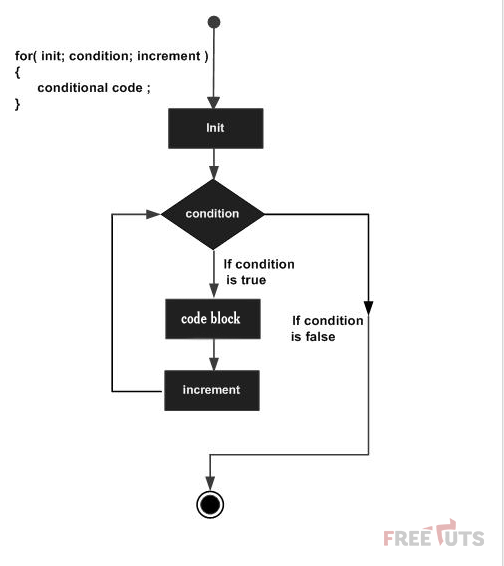 for( init; condition; increment )
{
conditional code ;
}
Init
condition
If condition
is true
code block
If condition
is false
increment
FREETUTS